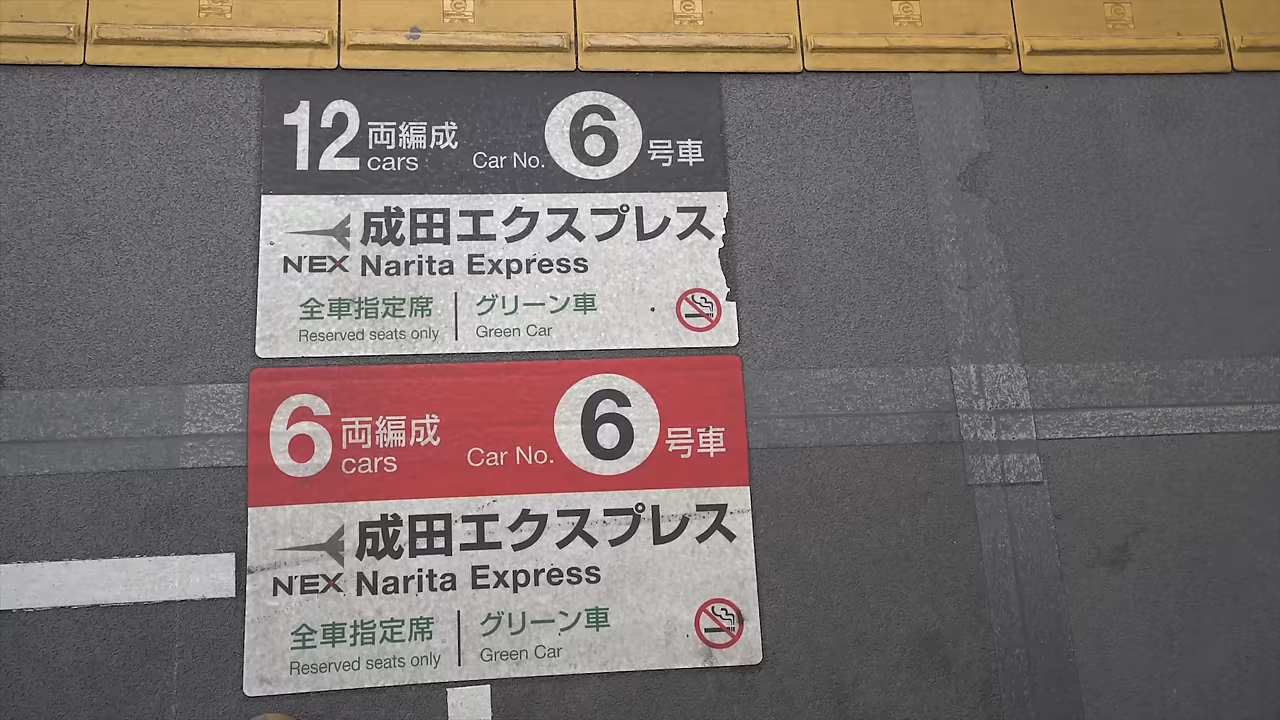 12 両編成 cars Car No. 6 号車
成田エクスプレス
N'EX Narita Express
全車指定席 グリーン車
Reserved seats only Green Car
6 両編成 cars Car No. 6 号車
成田エクスプレス
N'EX Narita Express
全車指定席 グリーン車
Reserved seats only Green Car